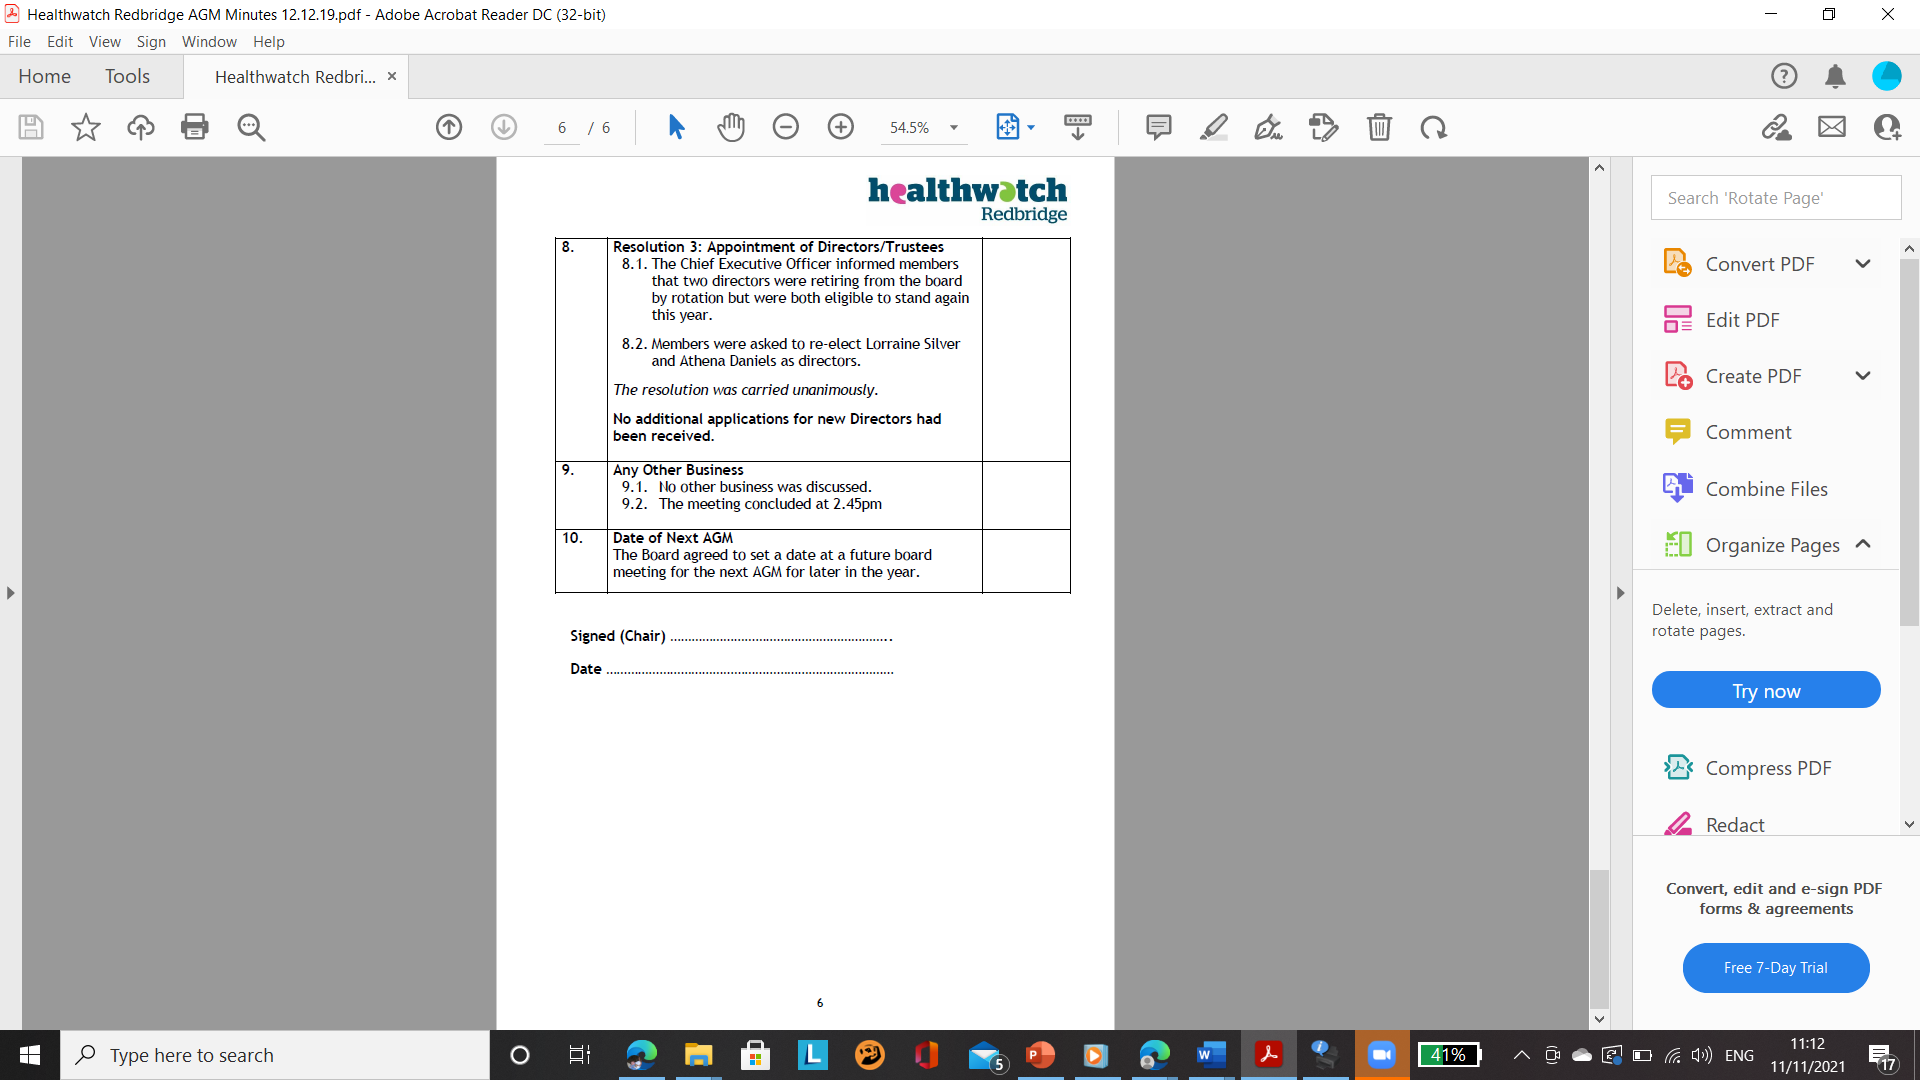 Healthwatch Redbridge AGM Minutes 12.12.19.pdf - Adobe Acrobat Reader DC (32-bit)
File Edit View Sign Window Help
Home Tools Healthwatch Redbri... ×
6 / 6 54.5%
healthwatch
Redbridge
8. Resolution 3: Appointment of Directors/Trustees
8.1. The Chief Executive Officer informed members
that two directors were retiring from the board
by rotation but were both eligible to stand again
this year.
8.2. Members were asked to re-elect Lorraine Silver
and Athena Daniels as directors.
The resolution was carried unanimously.
No additional applications for new Directors had
been received.
9. Any Other Business
9.1. No other business was discussed.
9.2. The meeting concluded at 2.45pm
10. Date of Next AGM
The Board agreed to set a date at a future board
meeting for the next AGM for later in the year.
Signed (Chair) ……………………………………………………..
Date ………………………………………………………………………
6
Search 'Rotate Page'
Convert PDF
Edit PDF
Create PDF
Comment
Combine Files
Organize Pages
Delete, insert, extract and
rotate pages.
Try now
Compress PDF
Redact
Convert, edit and e-sign PDF
forms & agreements
Free 7-Day Trial
Type here to search
L
5
P
W
41%
ENG
11:12
11/11/2021
17